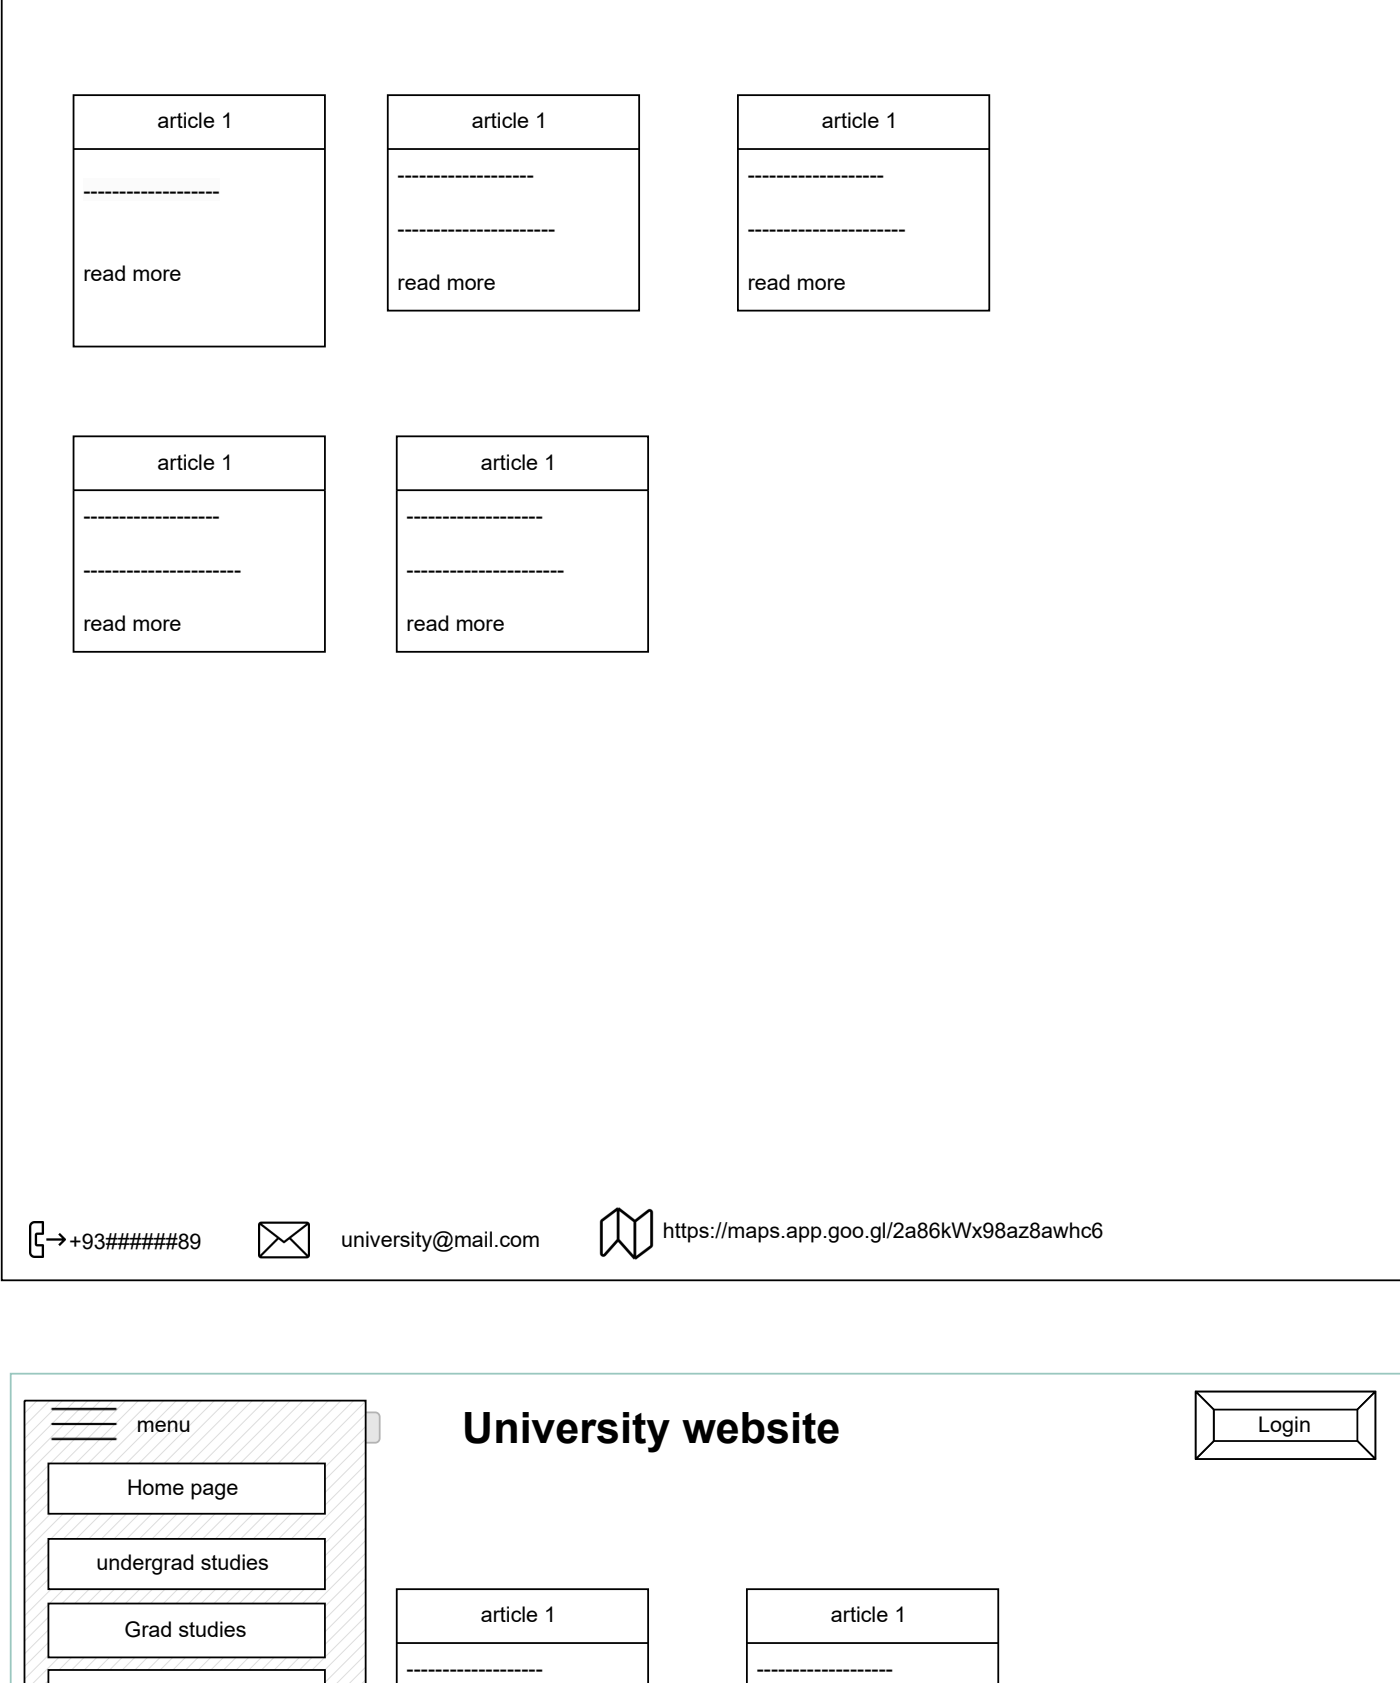 article 1
article 1
article 1
-------------------
-------------------
-------------------
----------------------
----------------------
read more
read more
read more
article 1
article 1
-------------------
-------------------
----------------------
----------------------
read more
read more
+93######89
university@mail.com
https://maps.app.goo.gl/2a86kWx98az8awhc6
menu
University website
Login
Home page
undergrad studies
Grad studies
article 1
article 1
-------------------
-------------------